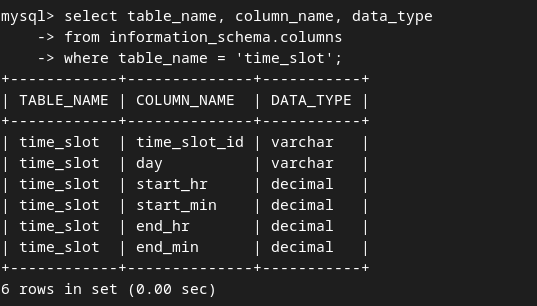 mysql> select table_name, column_name, data_type
    -> from information_schema.columns
    -> where table_name = 'time_slot';
+------------+--------------+-----------+
| TABLE_NAME | COLUMN_NAME  | DATA_TYPE |
+------------+--------------+-----------+
| time_slot  | time_slot_id | varchar   |
| time_slot  | day          | varchar   |
| time_slot  | start_hr     | decimal   |
| time_slot  | start_min    | decimal   |
| time_slot  | end_hr       | decimal   |
| time_slot  | end_min      | decimal   |
+------------+--------------+-----------+
6 rows in set (0.00 sec)